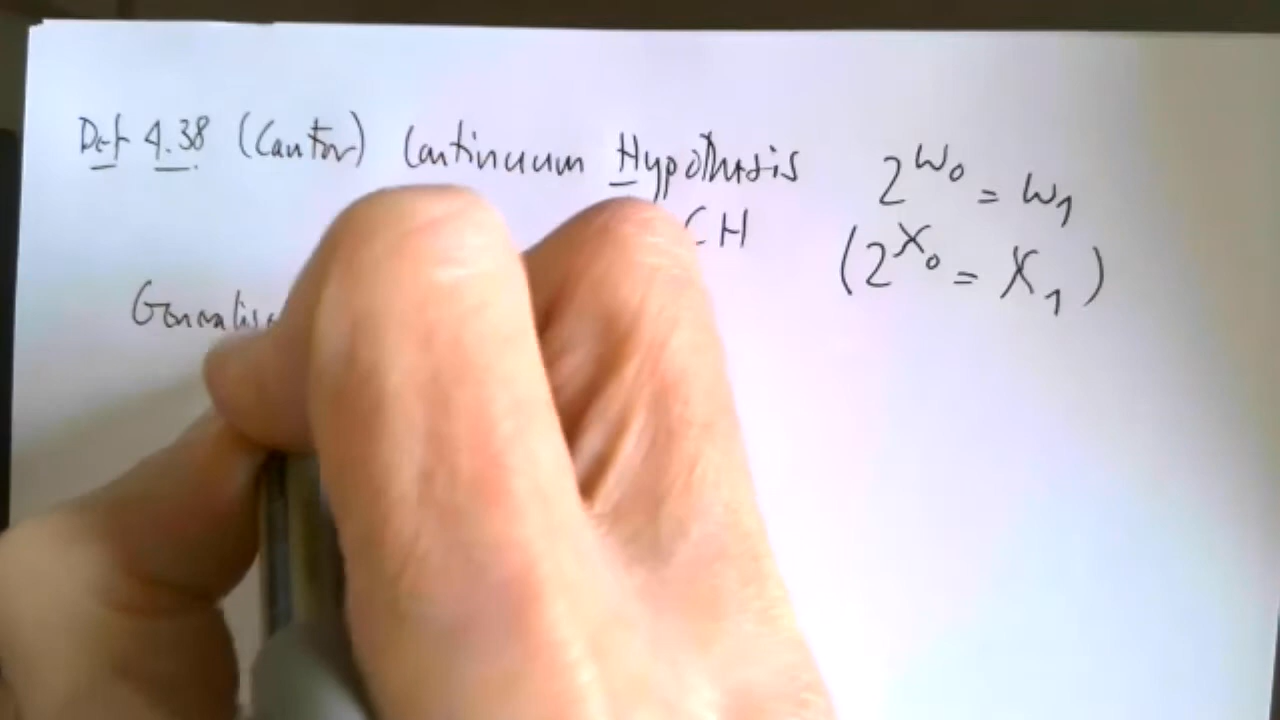 Def 4.38 (Cantor) Continuum Hypothesis 2^ω₀ = ω₁
CH (2^ℵ₀ = ℵ₁)
Generalise